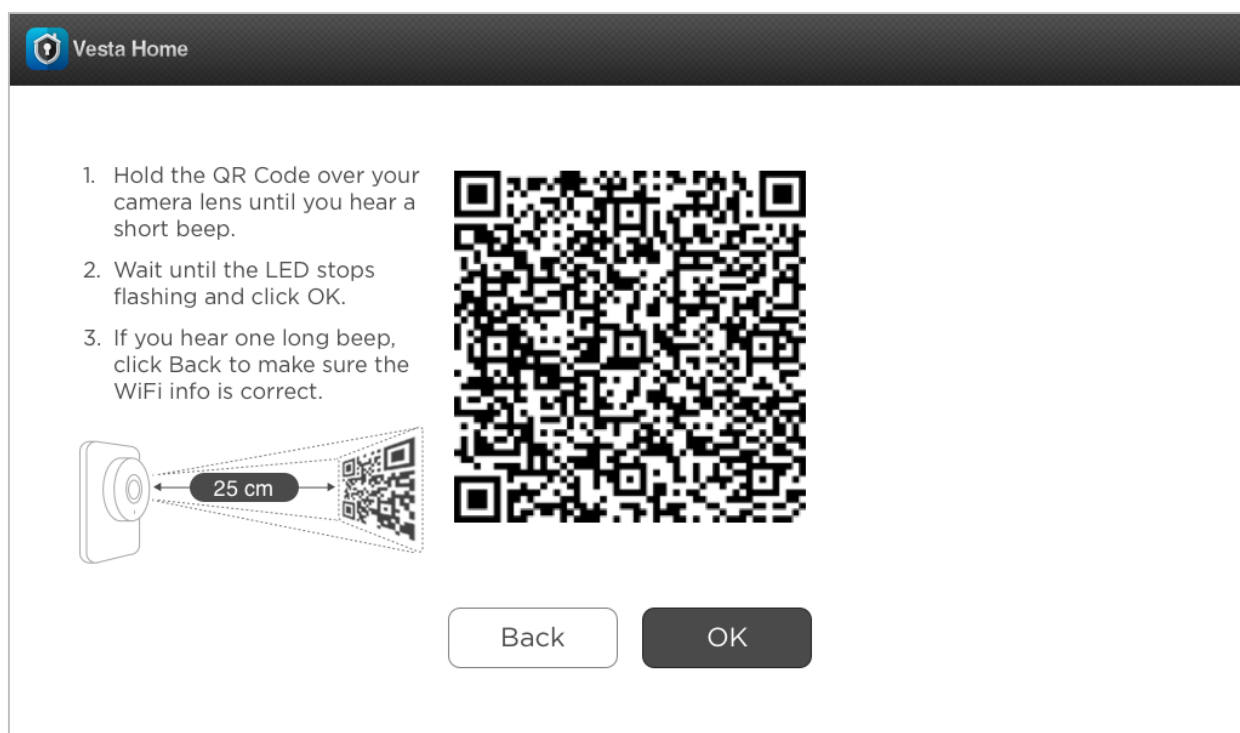 Vesta Home
1. Hold the QR Code over your
camera lens until you hear a
short beep.
2. Wait until the LED stops
flashing and click OK.
3. If you hear one long beep,
click Back to make sure the
WiFi info is correct.
25 cm
Back
OK